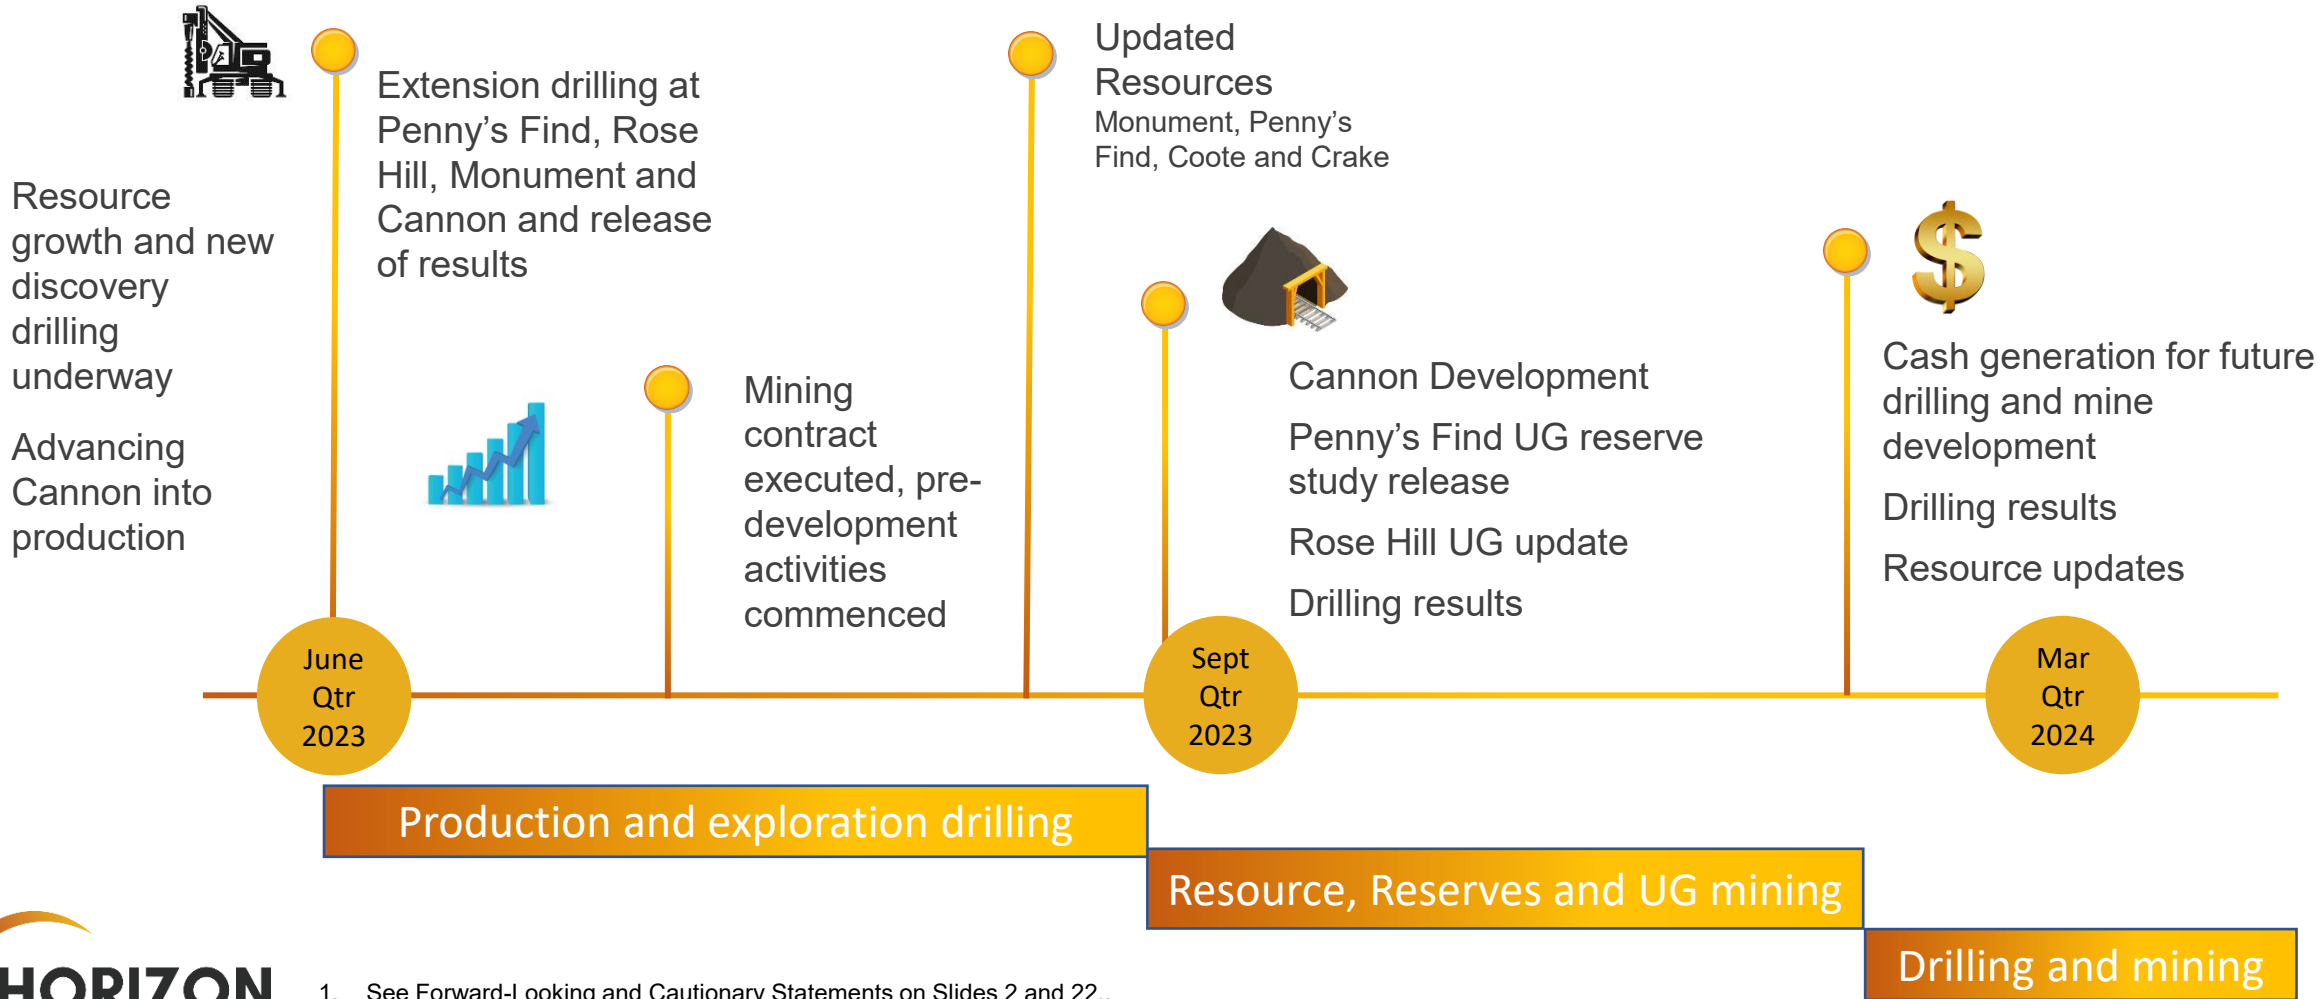 Resource
growth and new
discovery
drilling
underway
Advancing
Cannon into
production
Extension drilling at
Penny’s Find, Rose
Hill, Monument and
Cannon and release
of results
Mining
contract
executed, pre-
development
activities
commenced
Updated
Resources
Monument, Penny’s
Find, Coote and Crake
Cannon Development
Penny’s Find UG reserve
study release
Rose Hill UG update
Drilling results
$
Cash generation for future
drilling and mine
development
Drilling results
Resource updates
June
Qtr
2023
Sept
Qtr
2023
Mar
Qtr
2024
Production and exploration drilling
Resource, Reserves and UG mining
Drilling and mining
HORIZON
1. See Forward-Looking and Cautionary Statements on Slides 2 and 22..